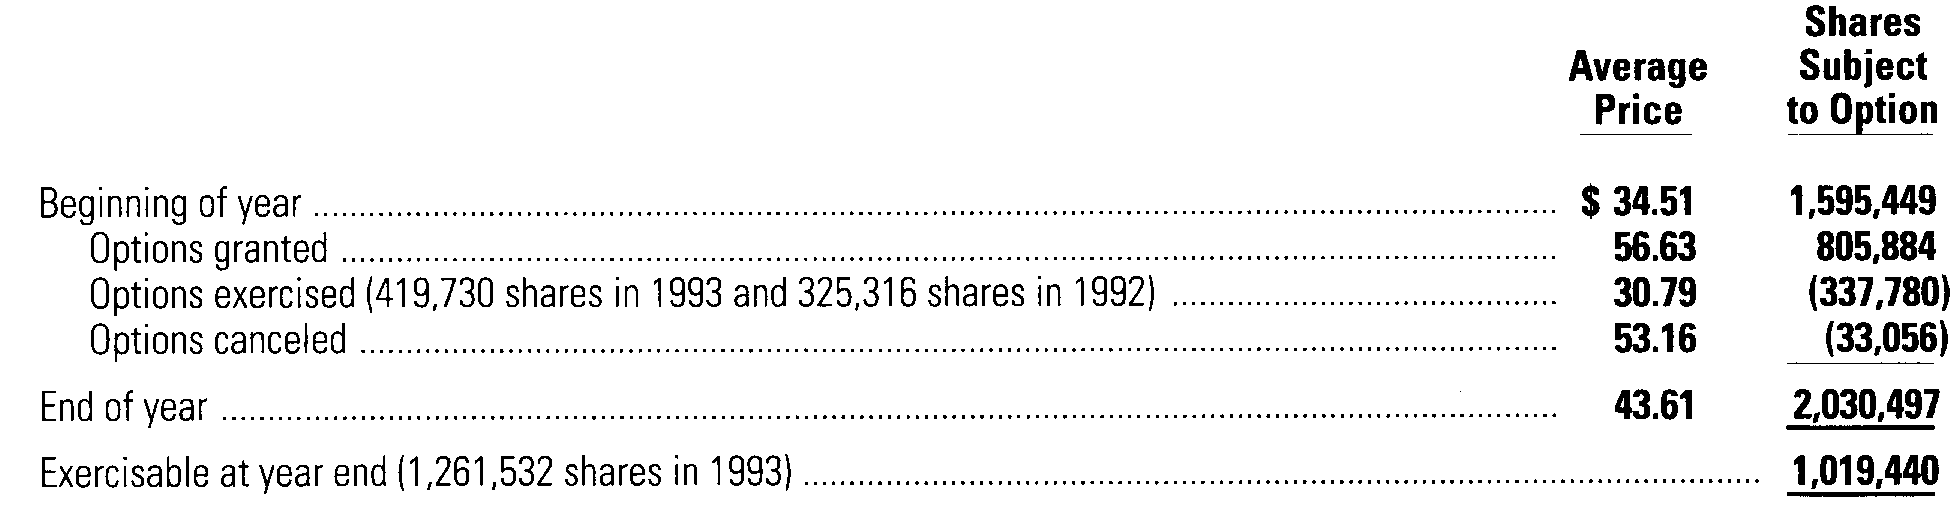 Shares
Average Subject
Price to Option
Beginning of year $ 34.51 1,595,449
Options granted 56.63 805,884
Options exercised (419,730 shares in 1993 and 325,316 shares in 1992) 30.79 (337,780)
Options canceled 53.16 (33,056)
End of year 43.61 2,030,497
Exercisable at year end (1,261,532 shares in 1993) 1,019,440